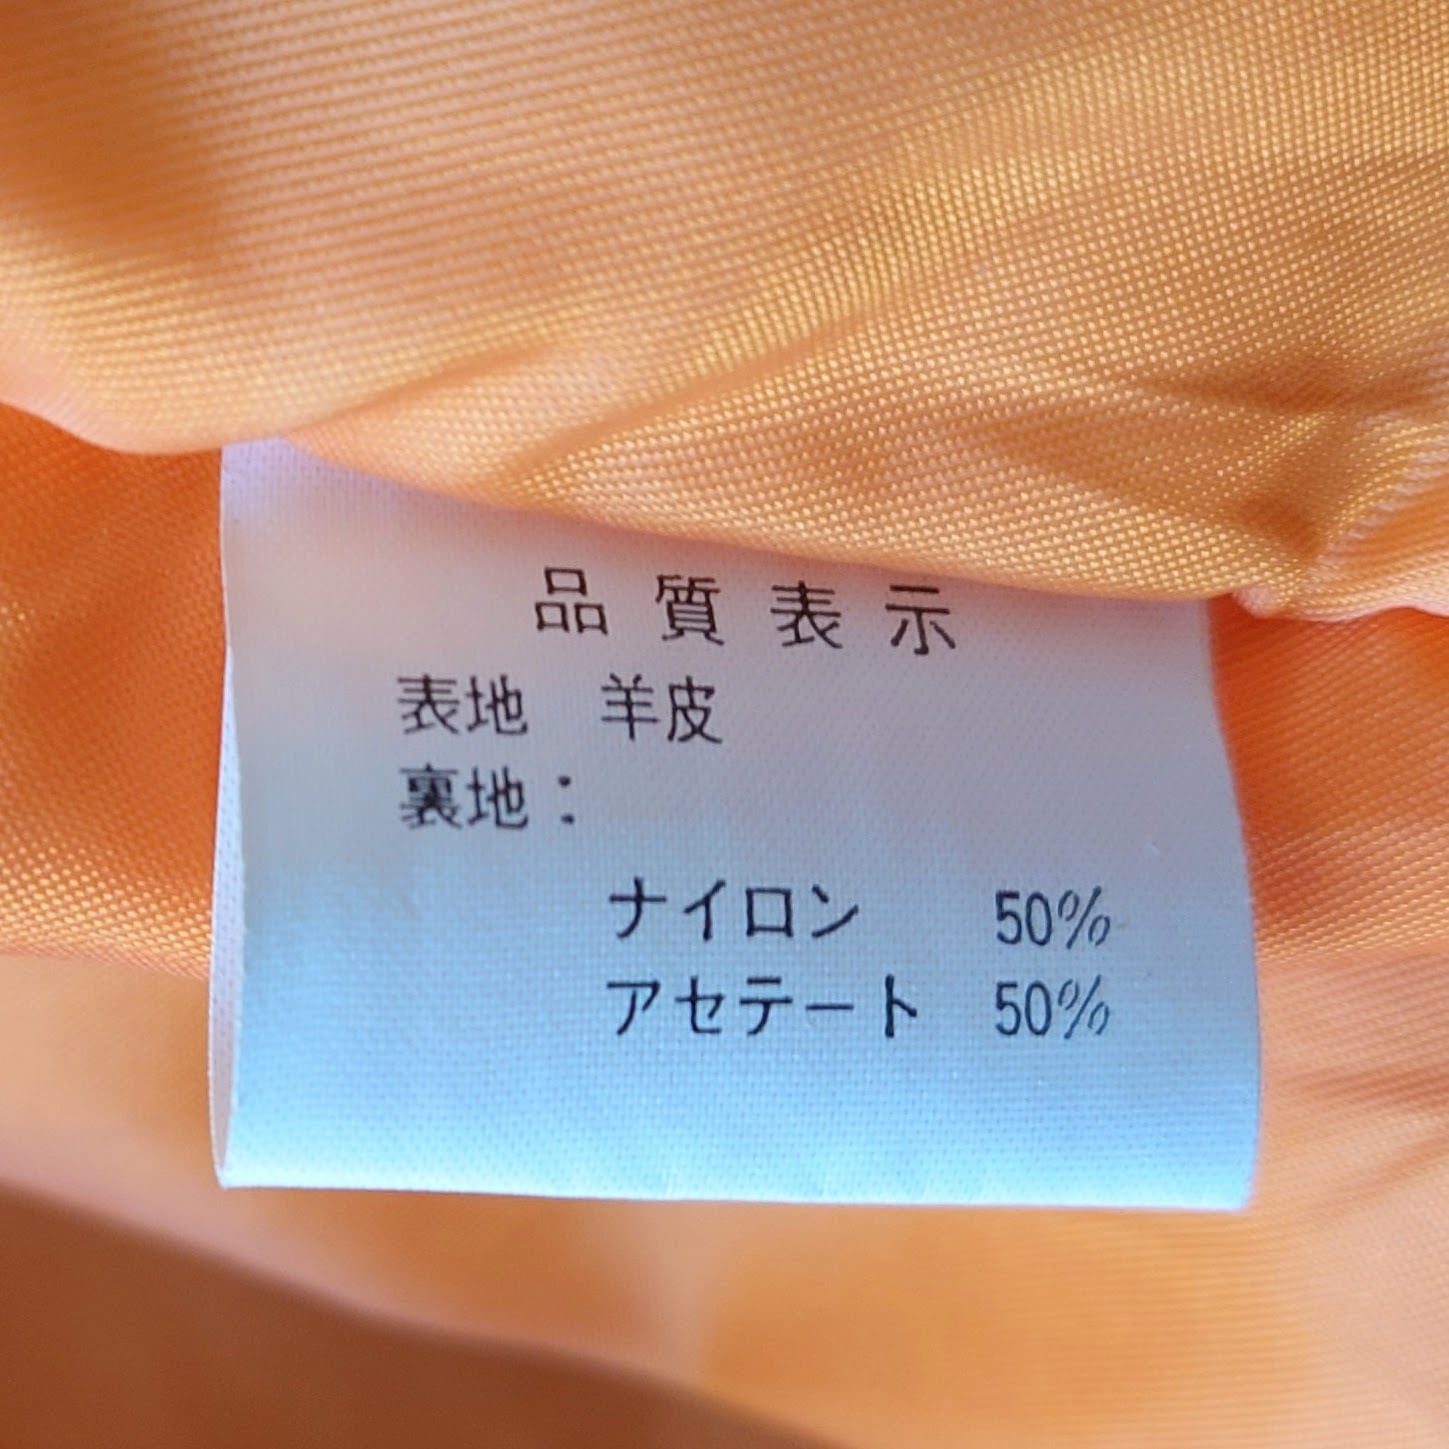 品質表示
表地 羊皮
裏地：
ナイロン 50%
アセテート 50%